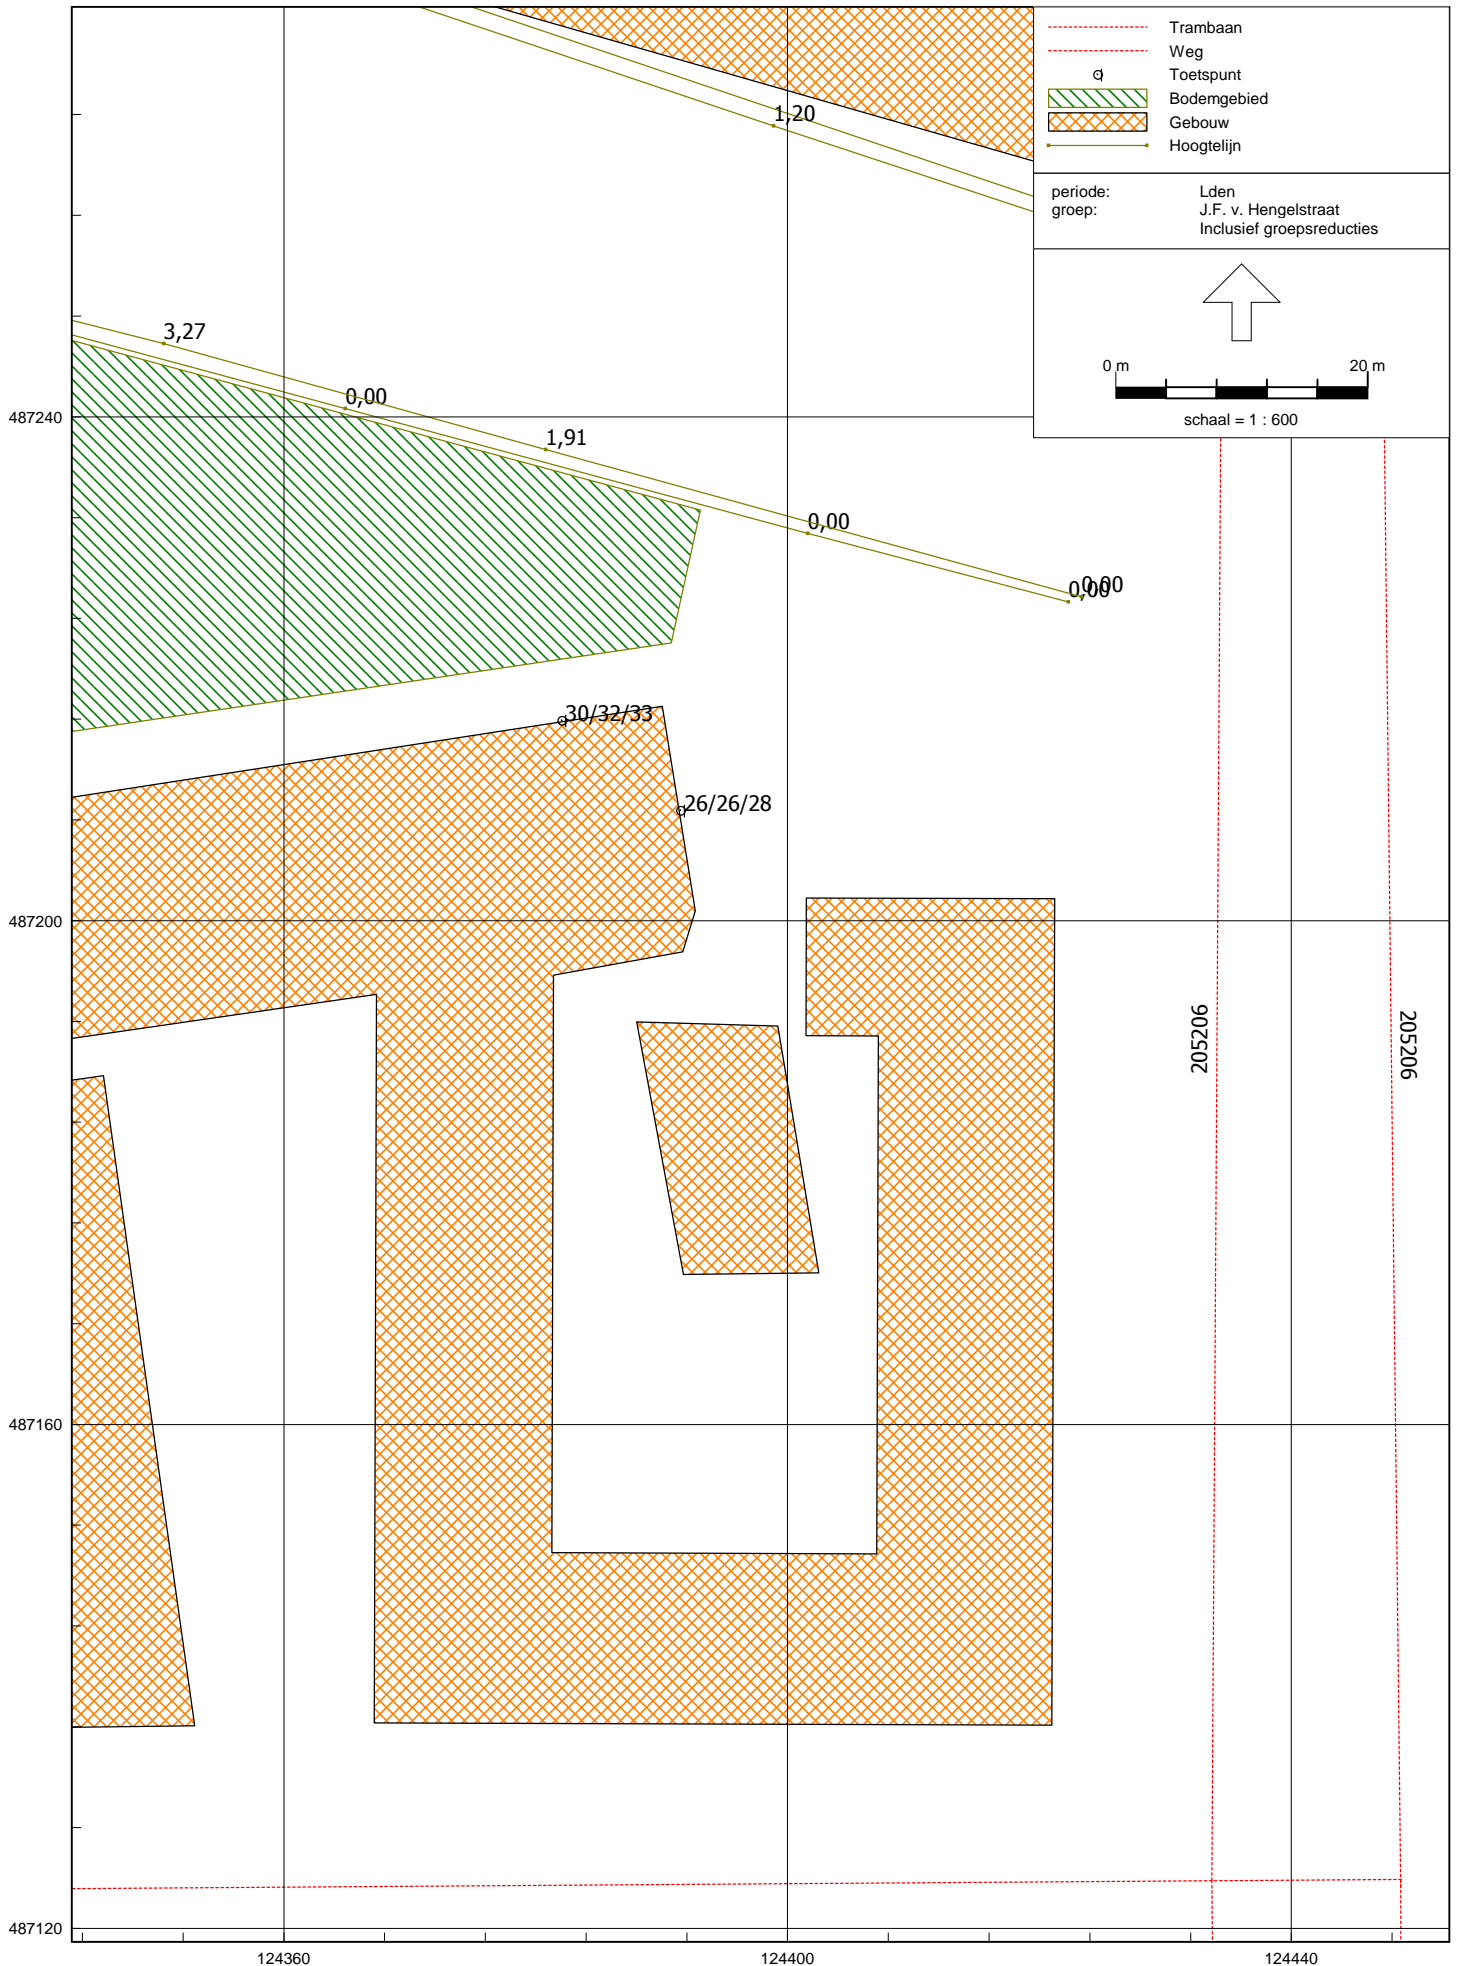 Trambaan
Weg
Toetspunt
Bodemgebied
Gebouw
Hoogtelijn
periode: Lden
groep: J.F. v. Hengelstraat
Inclusief groepsreducties
0 m 20 m
schaal = 1 : 600
1,20
3,27
0,00
1,91
0,00
0,00
0,00
30/32/33
26/26/28
205206
205206
487240
487200
487160
487120
124360 124400 124440